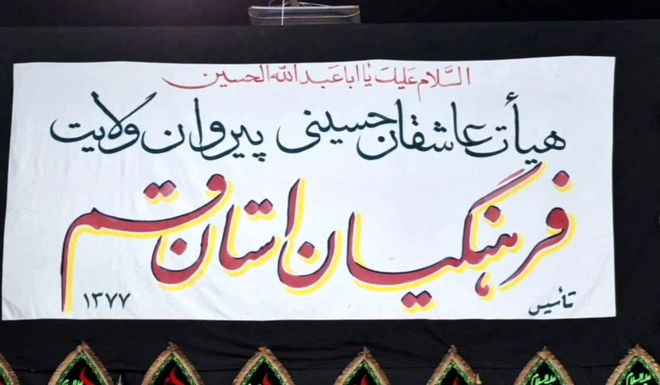 السلام علیک یا اباعبدالله الحسین
هیأت عاشقان حسینی پیروان ولایت
فرهنگیان استان قم
تأسیس ۱۳۷۷